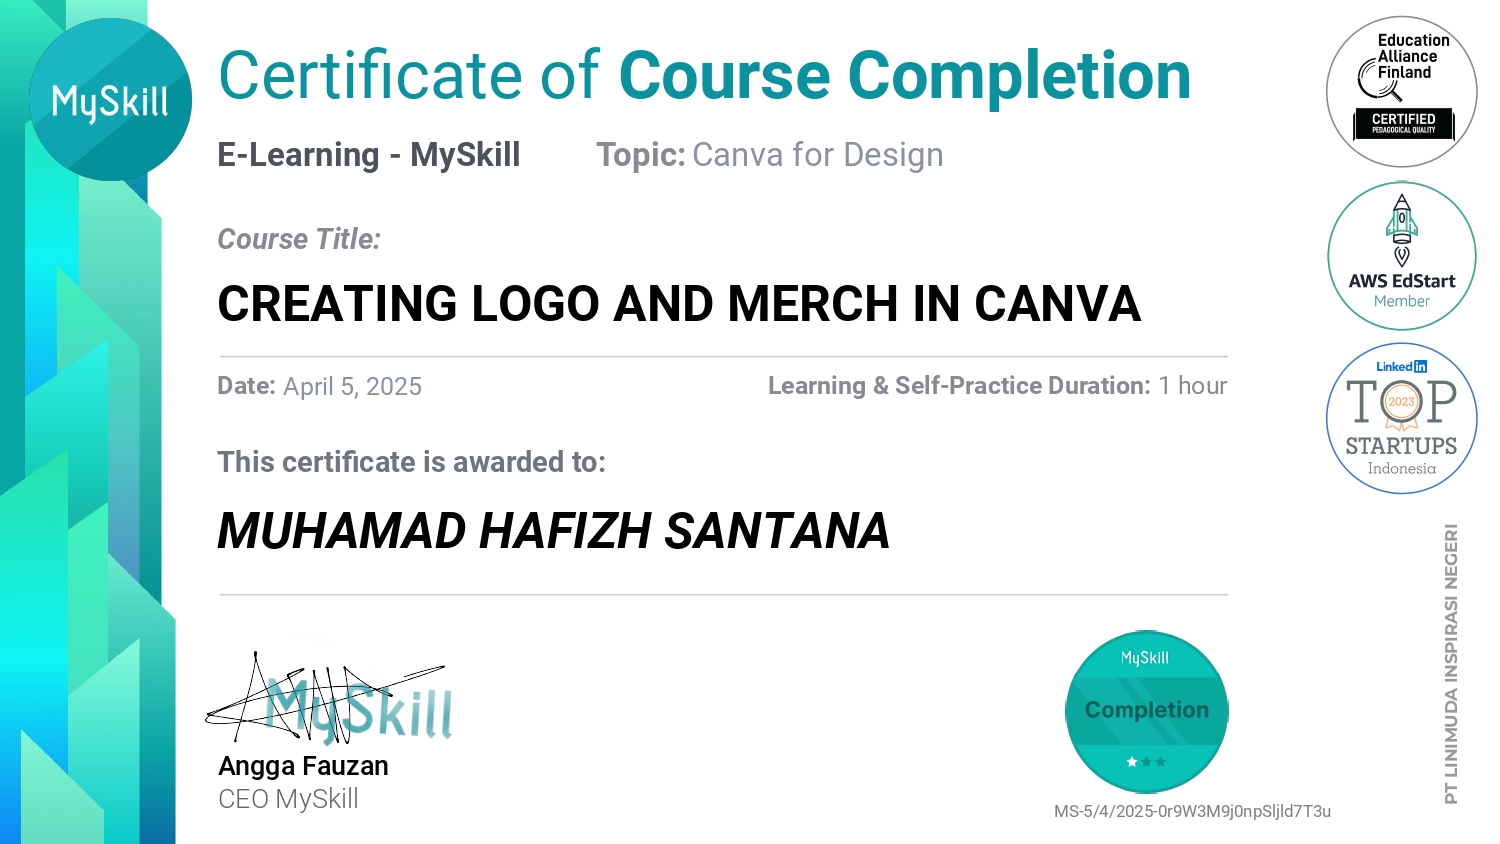 MySkill
Certificate of Course Completion
E-Learning - MySkill Topic: Canva for Design
Course Title:
CREATING LOGO AND MERCH IN CANVA
Date: April 5, 2025 Learning & Self-Practice Duration: 1 hour
This certificate is awarded to:
MUHAMAD HAFIZH SANTANA
MySkill
Angga Fauzan
CEO MySkill
MySkill
Completion
MS-5/4/2025-0r9W3M9j0npSljld7T3u
Education
Alliance
Finland
CERTIFIED
PEDAGOGICAL QUALITY
AWS EdStart
Member
Linked in
TOP
2023
STARTUPS
Indonesia
PT LINIMUDA INSPIRASI NEGERI